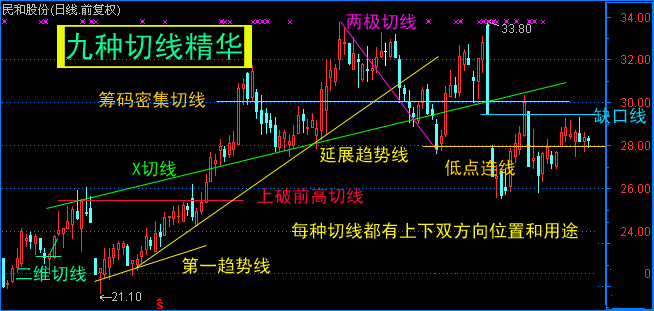 民和股份(日线.前复权)
34.00
两极切线
33.80
九种切线精华
32.00
筹码密集切线
30.00
缺口线
28.00
延展趋势线
低点连线
X切线
26.00
上破前高切线
每种切线都有上下双方向位置和用途
24.00
第一趋势线
二维切线
0
21.10
ŝ